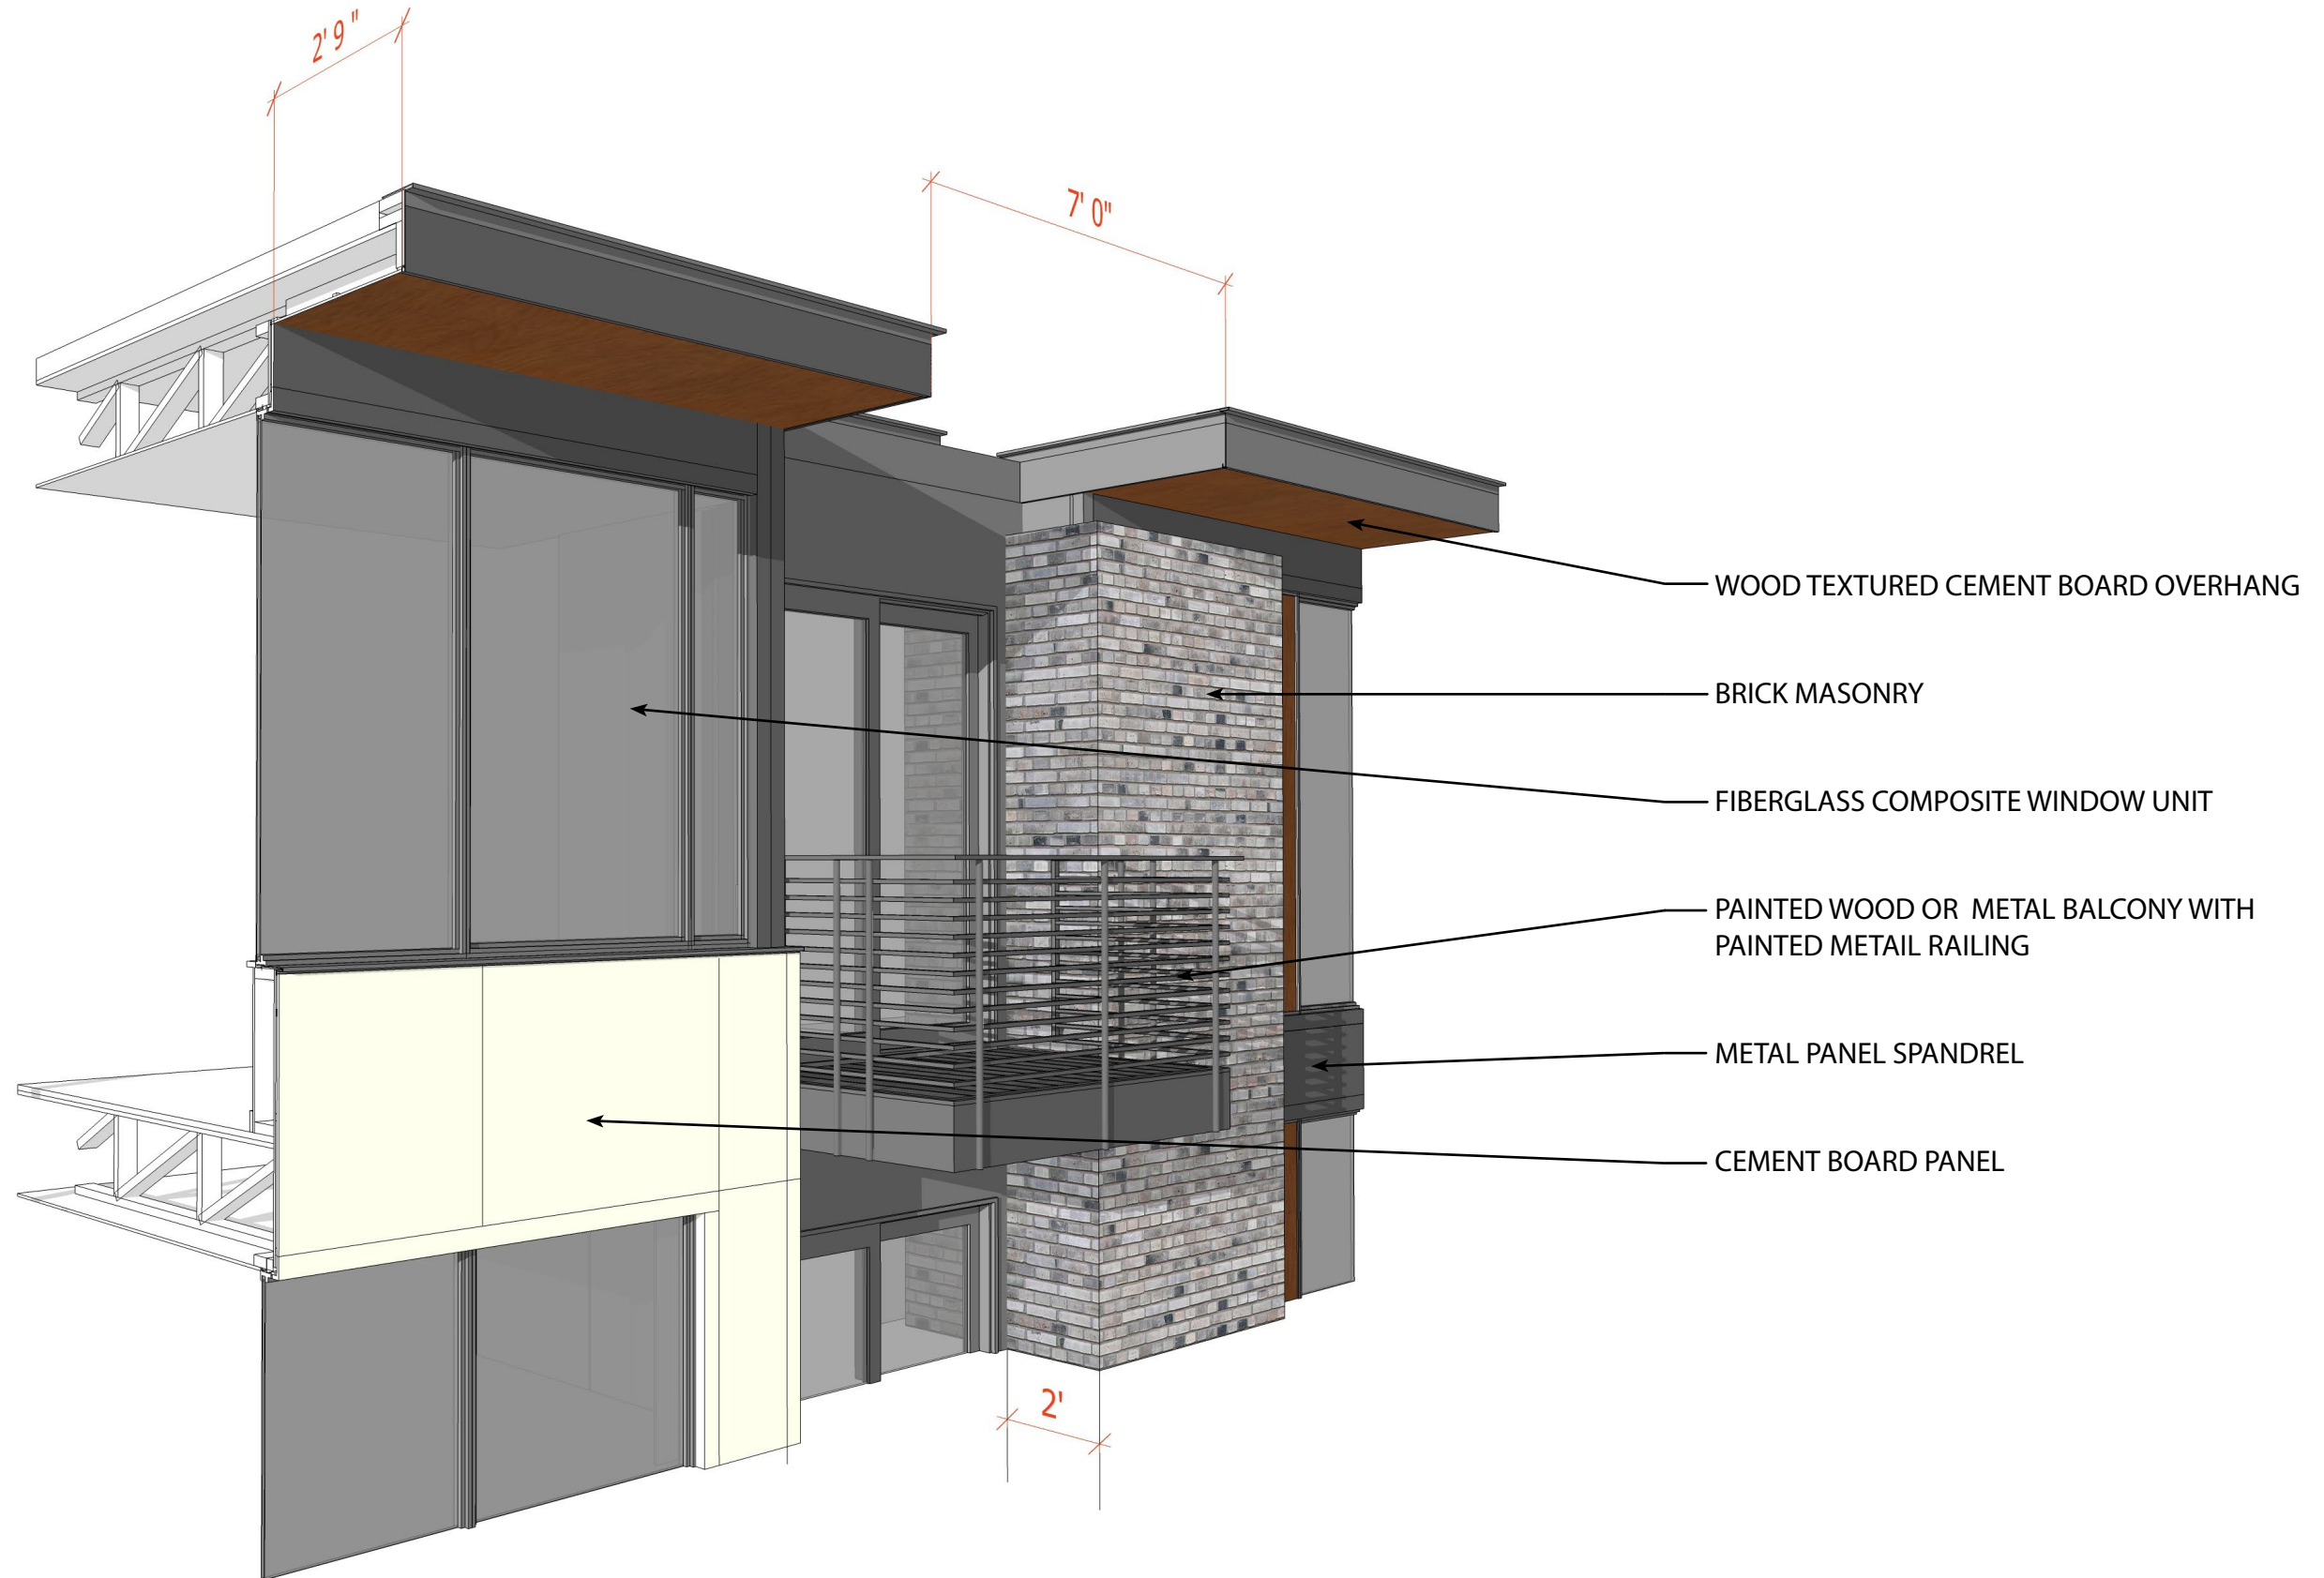 2' 9"
7' 0"
WOOD TEXTURED CEMENT BOARD OVERHANG
BRICK MASONRY
FIBERGLASS COMPOSITE WINDOW UNIT
PAINTED WOOD OR  METAL BALCONY WITH
PAINTED METAIL RAILING
METAL PANEL SPANDREL
CEMENT BOARD PANEL
2'